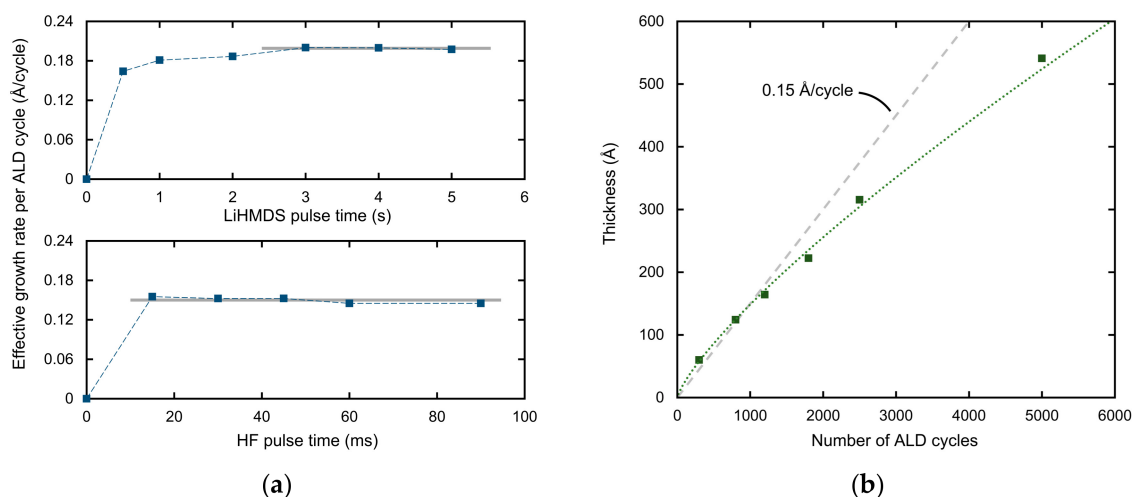 Effective growth rate per ALD cycle (Å/cycle)
0.24
0.18
0.12
0.06
0
0 1 2 3 4 5 6
LiHMDS pulse time (s)
0.24
0.18
0.12
0.06
0
0 20 40 60 80 100
HF pulse time (ms)
(a)
Thickness (Å)
600
500
400
300
200
100
0
0.15 Å/cycle
0 1000 2000 3000 4000 5000 6000
Number of ALD cycles
(b)